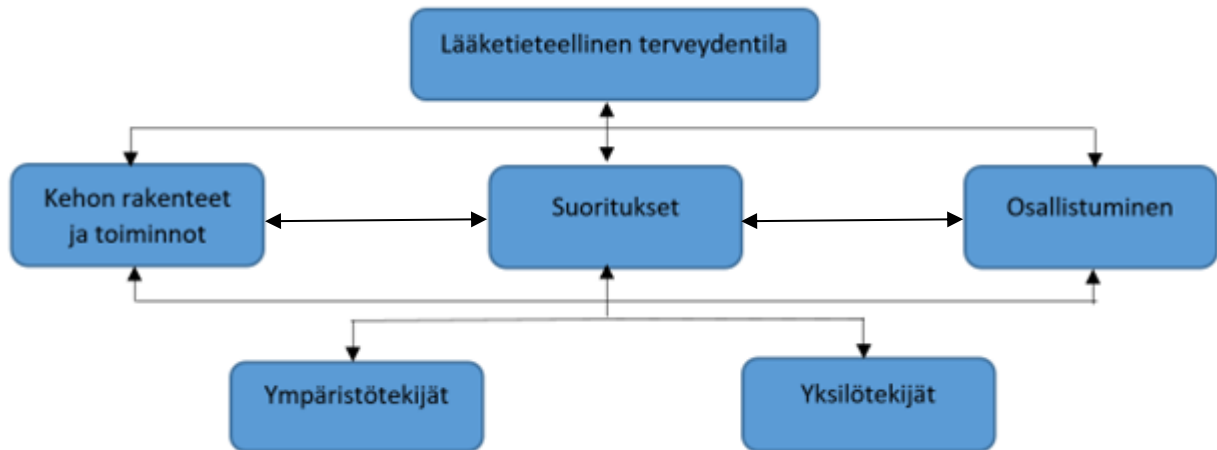 Lääketieteellinen terveydentila
Kehon rakenteet
ja toiminnot
Suoritukset
Osallistuminen
Ympäristötekijät
Yksilötekijät